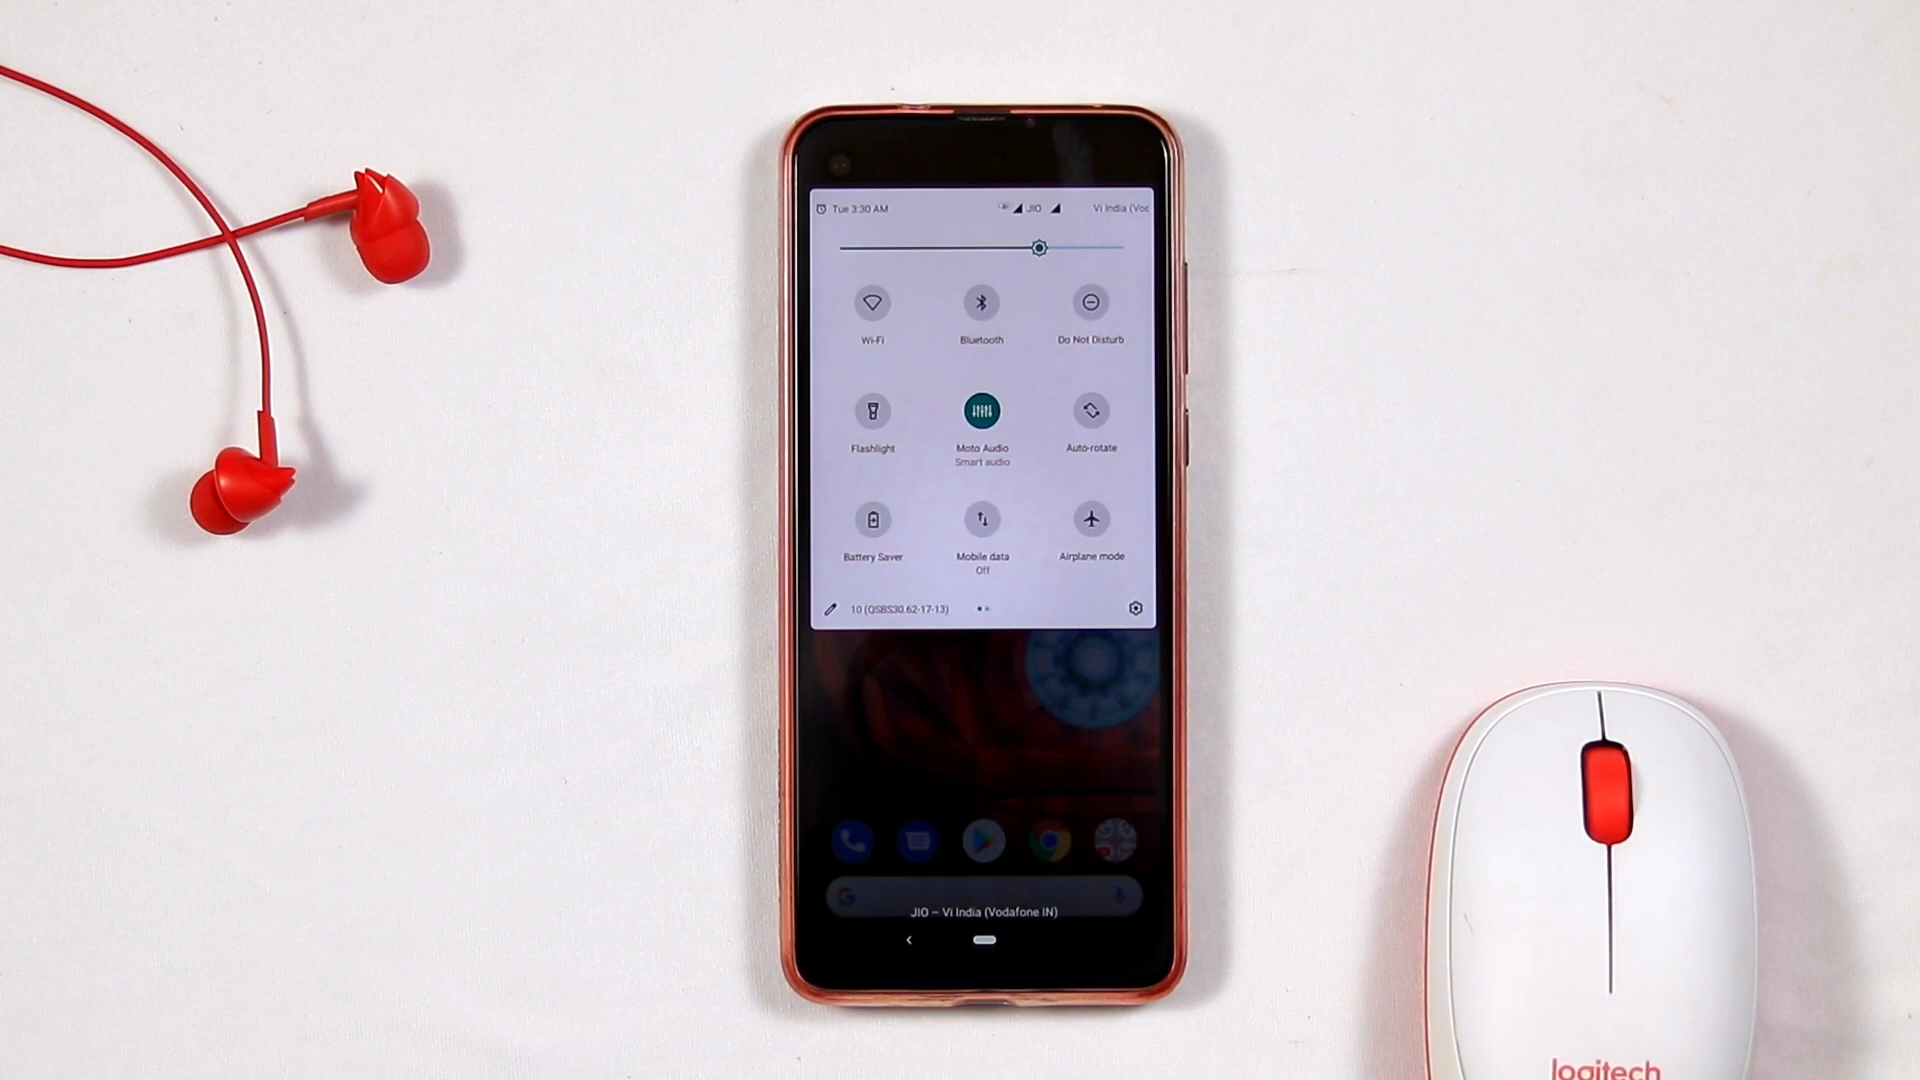 Tue 3:30 AM JIO Vi India (Voc
Wi-Fi Bluetooth Do Not Disturb
Flashlight Moto Audio Auto-rotate
Smart audio
Battery Saver Mobile data Airplane mode
Off
10 (QSBS30.62-17-13)
JIO – Vi India (Vodafone IN)
logitech